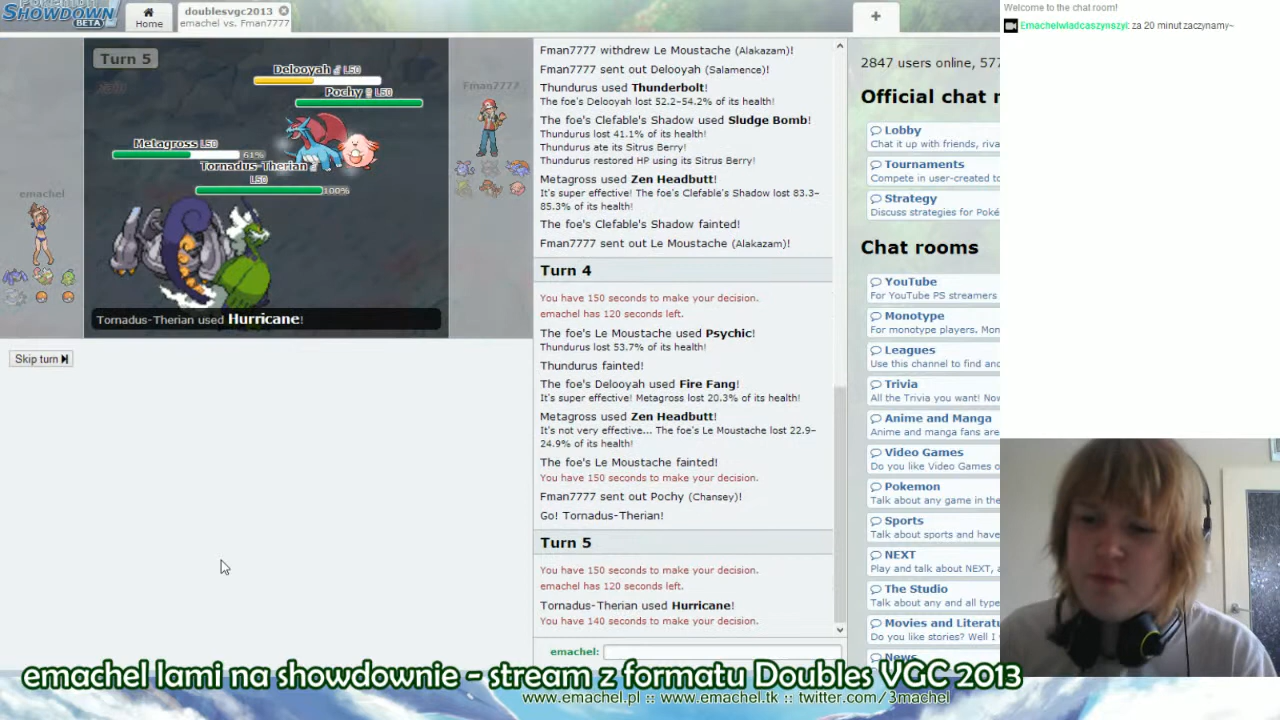 SHOWDOWN
BETA
Home
doublesvgc2013
emachel vs. Fman7777
+
Turn 5
Delooyah L50
Pochy L50
Metagross L50
61%
Tornadus-Therian
L50
100%
emachel
Fman7777
Tornadus-Therian used Hurricane!
Skip turn
Fman7777 withdrew Le Moustache (Alakazam)!
Fman7777 sent out Delooyah (Salamence)!
Thundurus used Thunderbolt!
The foe's Delooyah lost 52.2–54.2% of its health!
The foe's Clefable's Shadow used Sludge Bomb!
Thundurus lost 41.1% of its health!
Thundurus ate its Sitrus Berry!
Thundurus restored HP using its Sitrus Berry!
Metagross used Zen Headbutt!
It's super effective! The foe's Clefable's Shadow lost 83.3–
85.3% of its health!
The foe's Clefable's Shadow fainted!
Fman7777 sent out Le Moustache (Alakazam)!
Turn 4
You have 150 seconds to make your decision.
emachel has 120 seconds left.
The foe's Le Moustache used Psychic!
Thundurus lost 53.7% of its health!
Thundurus fainted!
The foe's Delooyah used Fire Fang!
It's super effective! Metagross lost 20.3% of its health!
Metagross used Zen Headbutt!
It's not very effective... The foe's Le Moustache lost 22.9–
24.9% of its health!
The foe's Le Moustache fainted!
You have 150 seconds to make your decision.
Fman7777 sent out Pochy (Chansey)!
Go! Tornadus-Therian!
Turn 5
You have 150 seconds to make your decision.
emachel has 120 seconds left.
Tornadus-Therian used Hurricane!
You have 140 seconds to make your decision.
emachel:
2847 users online, 577
Official chat r
Lobby
Chat it up with friends, riva
Tournaments
Compete in user-created to
Strategy
Discuss strategies for Poké
Chat rooms
YouTube
For YouTube PS streamers
Monotype
For monotype players. Mon
Leagues
Use this channel to find and
Trivia
All the Trivia you want! Nov
Anime and Manga
Anime and manga fans are
Video Games
Do you like Video Games o
Pokemon
Talk about any game in the
Sports
Talk about sports and have
NEXT
Play and talk about NEXT, a
The Studio
Talk about any and all type
Movies and Literatu
Do you like stories? Well I
News
Welcome to the chat room!
Emachelwladcaszynszyl: za 20 minut zaczynamy~
emachel lami na showdownie - stream z formatu Doubles VGC 2013
www.emachel.pl :: www.emachel.tk :: twitter.com/3machel